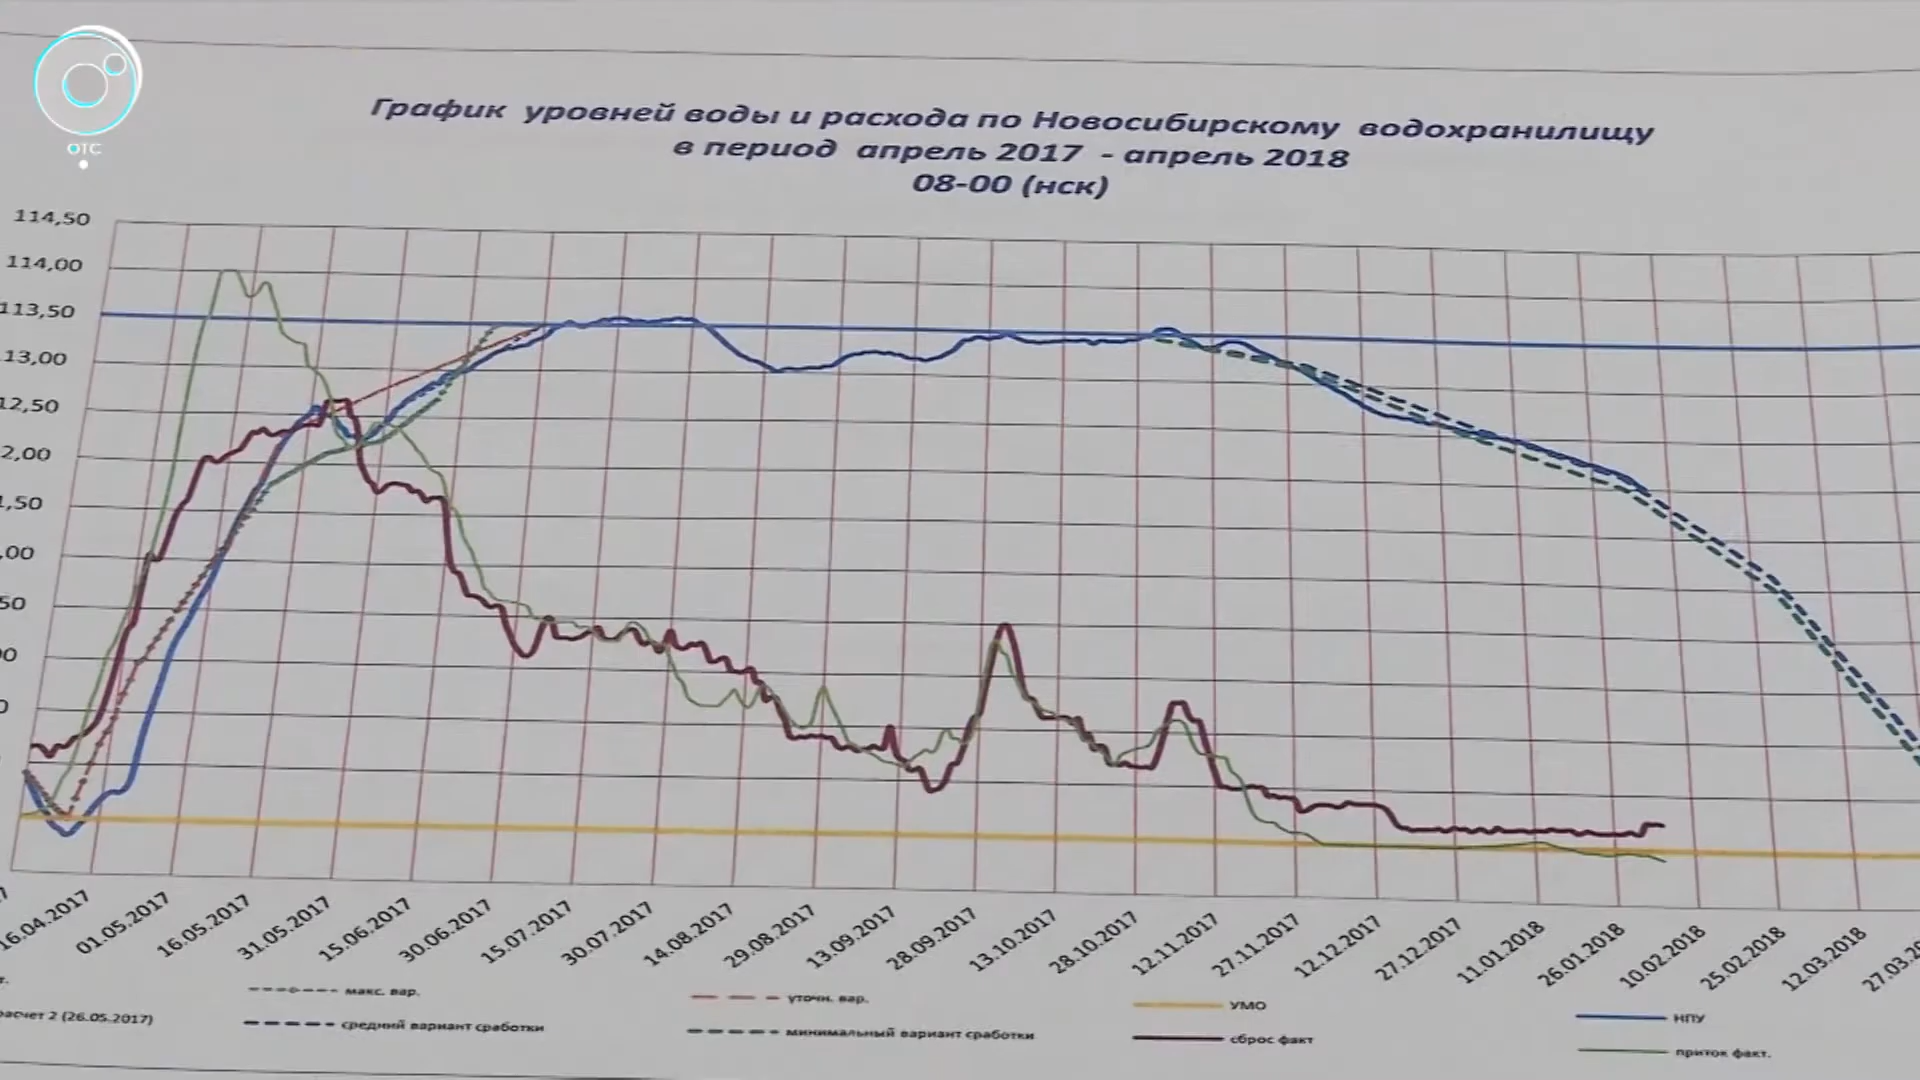 ОТС
График уровней воды и расхода по Новосибирскому водохранилищу
в период апрель 2017 - апрель 2018
08-00 (нск)
114,50
114,00
113,50
13,00
12,50
2,00
1,50
,00
50
00
0
16.04.2017
01.05.2017
16.05.2017
31.05.2017
15.06.2017
30.06.2017
15.07.2017
30.07.2017
14.08.2017
29.08.2017
13.09.2017
28.09.2017
13.10.2017
28.10.2017
12.11.2017
27.11.2017
12.12.2017
27.12.2017
11.01.2018
26.01.2018
10.02.2018
25.02.2018
12.03.2018
27.03.20
макс. вар.
уточн. вар.
УМО
НПУ
расчет 2 (26.05.2017)
средний вариант сработки
минимальный вариант сработки
сброс факт
приток факт.